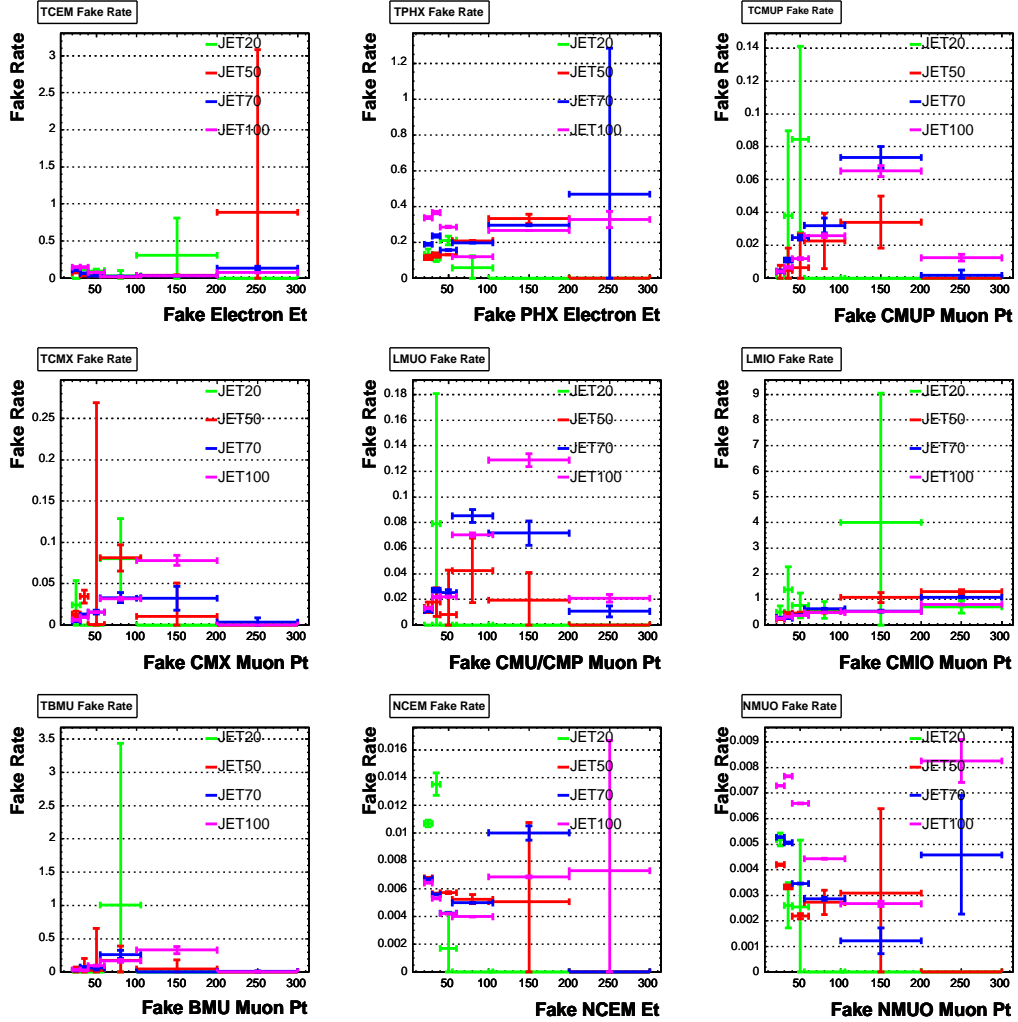 TCEM Fake Rate
Fake Rate
3
2.5
2
1.5
1
0.5
0
JET20
JET50
JET70
JET100
50 100 150 200 250 300
Fake Electron Et
TPHX Fake Rate
Fake Rate
1.2
1
0.8
0.6
0.4
0.2
0
JET20
JET50
JET70
JET100
50 100 150 200 250 300
Fake PHX Electron Et
TCMUP Fake Rate
Fake Rate
0.14
0.12
0.1
0.08
0.06
0.04
0.02
0
JET20
JET50
JET70
JET100
50 100 150 200 250 300
Fake CMUP Muon Pt
TCMX Fake Rate
Fake Rate
0.25
0.2
0.15
0.1
0.05
0
JET20
JET50
JET70
JET100
50 100 150 200 250 300
Fake CMX Muon Pt
LMUO Fake Rate
Fake Rate
0.18
0.16
0.14
0.12
0.1
0.08
0.06
0.04
0.02
0
JET20
JET50
JET70
JET100
50 100 150 200 250 300
Fake CMU/CMP Muon Pt
LMIO Fake Rate
Fake Rate
9
8
7
6
5
4
3
2
1
0
JET20
JET50
JET70
JET100
50 100 150 200 250 300
Fake CMIO Muon Pt
TBMU Fake Rate
Fake Rate
3.5
3
2.5
2
1.5
1
0.5
0
JET20
JET50
JET70
JET100
50 100 150 200 250 300
Fake BMU Muon Pt
NCEM Fake Rate
Fake Rate
0.016
0.014
0.012
0.01
0.008
0.006
0.004
0.002
0
JET20
JET50
JET70
JET100
50 100 150 200 250 300
Fake NCEM Et
NMUO Fake Rate
Fake Rate
0.009
0.008
0.007
0.006
0.005
0.004
0.003
0.002
0.001
0
JET20
JET50
JET70
JET100
50 100 150 200 250 300
Fake NMUO Muon Pt